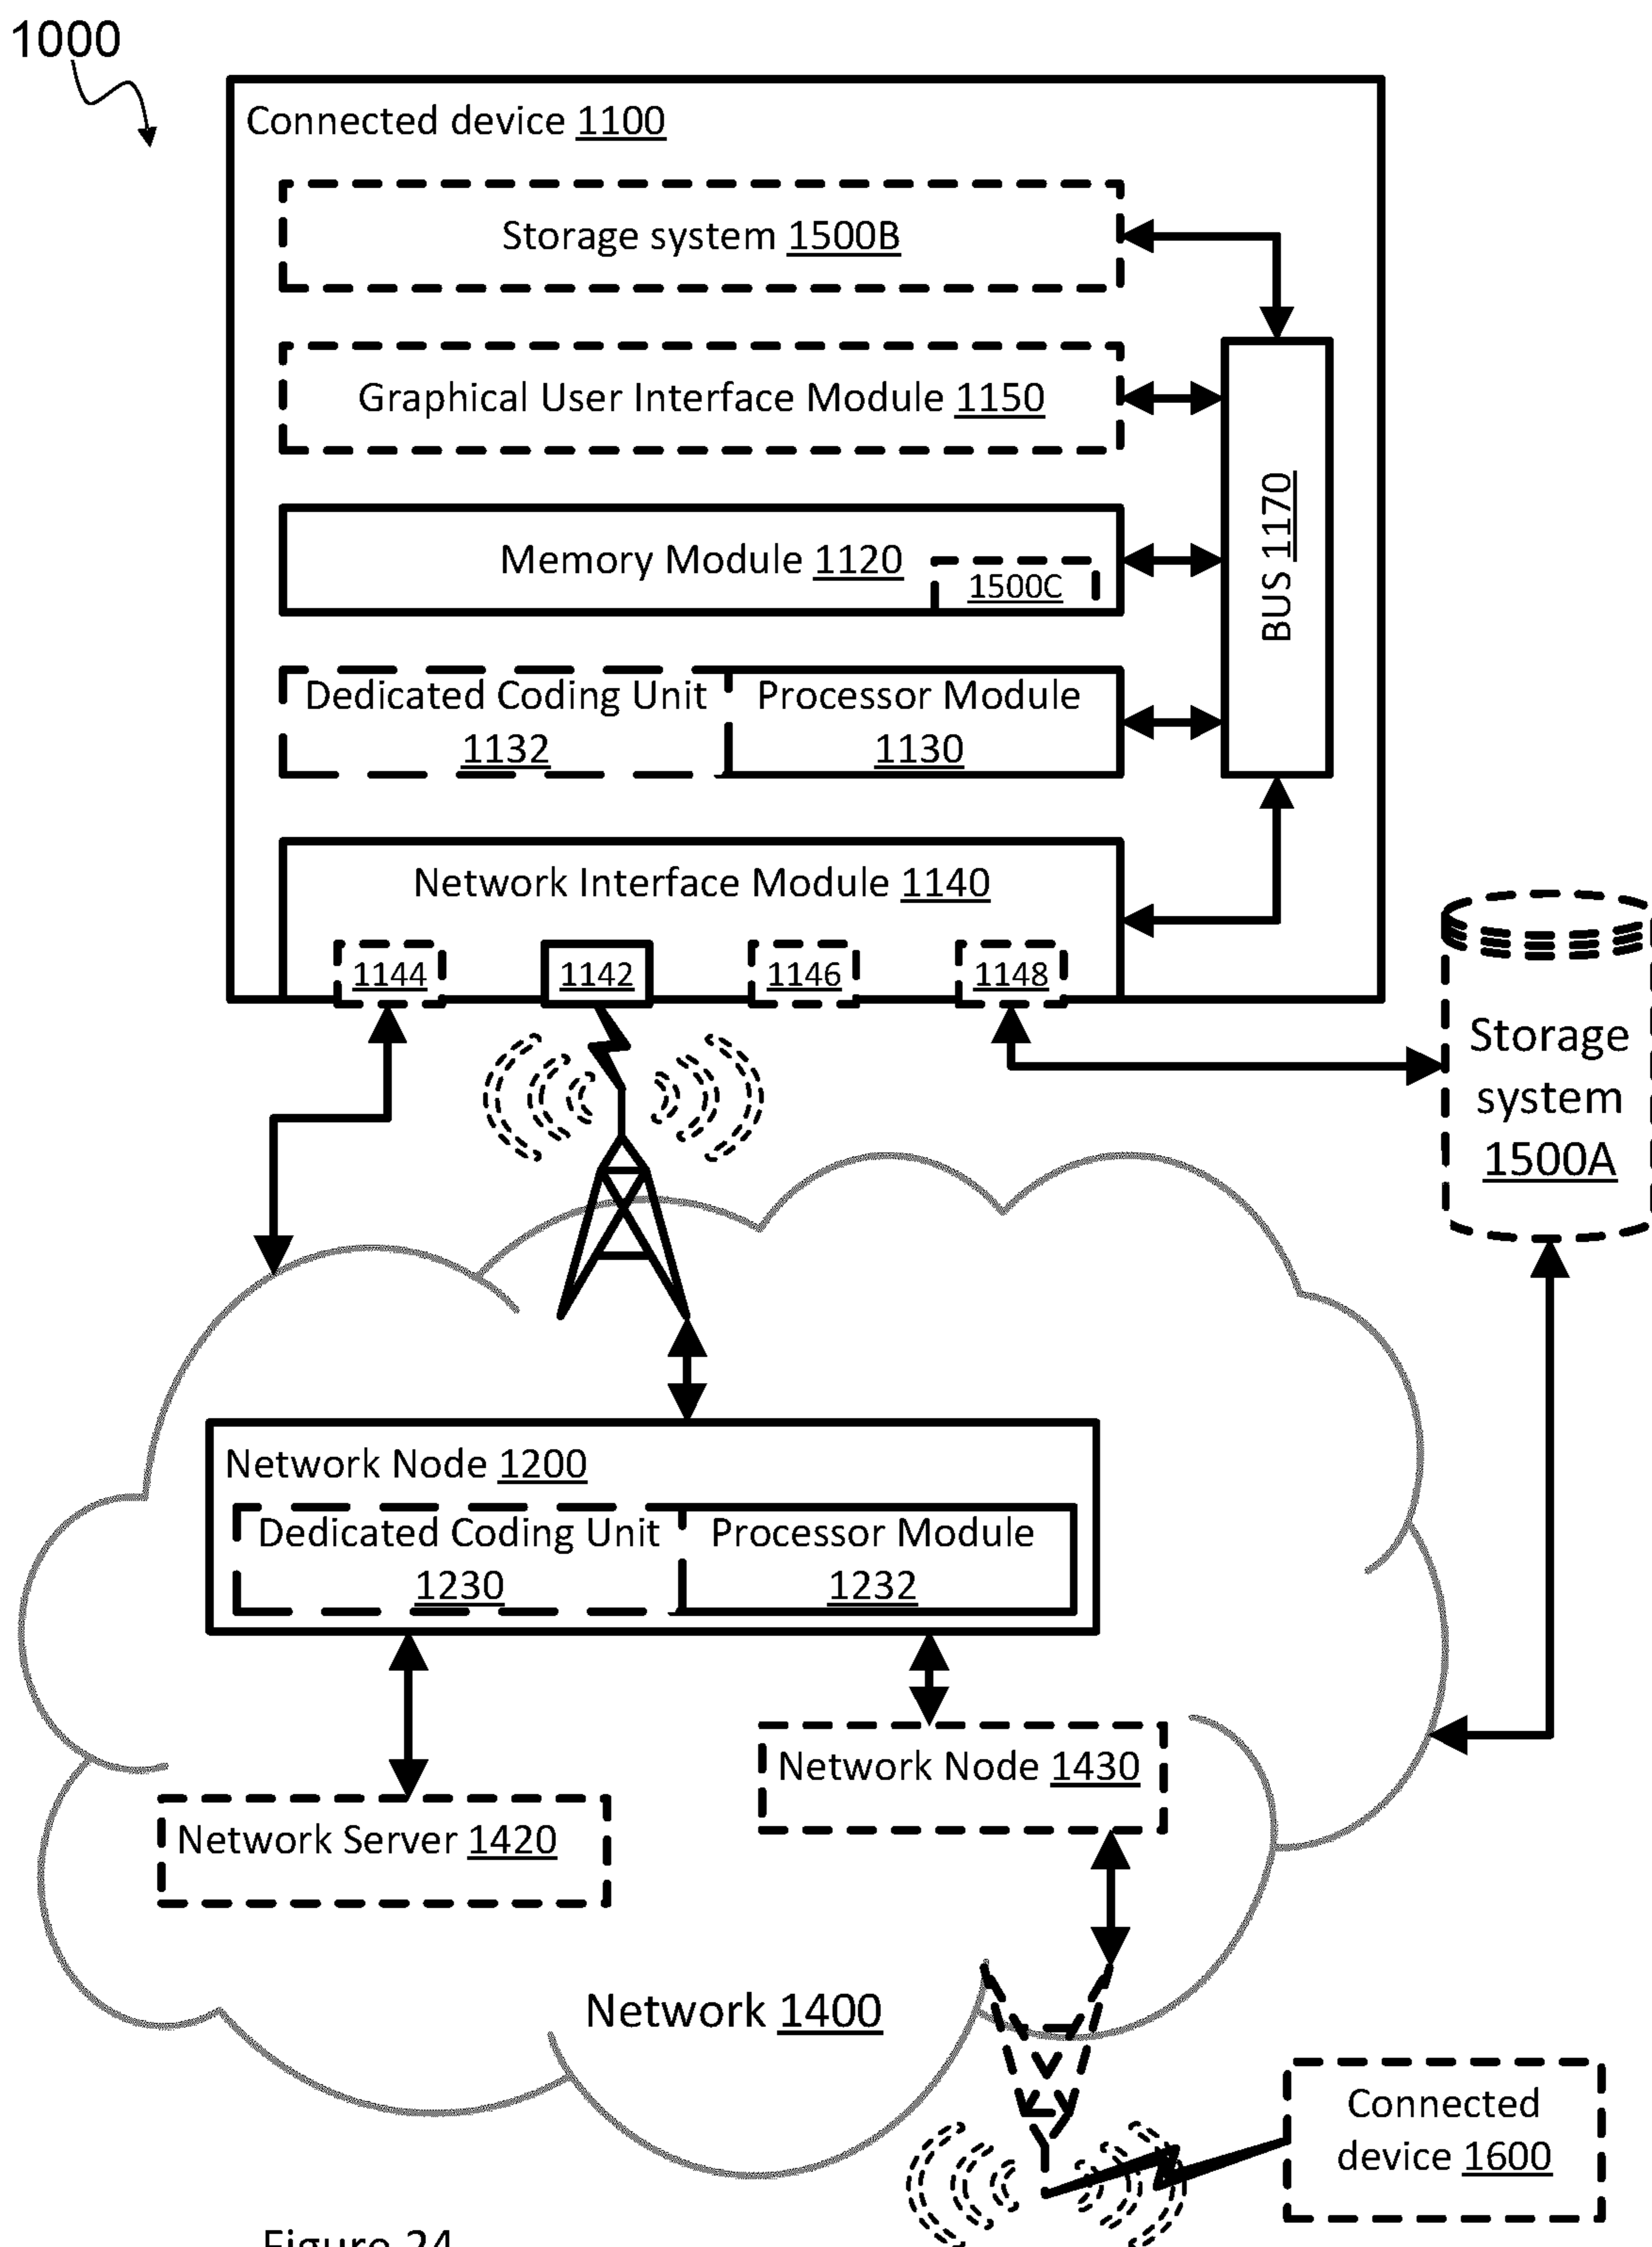 1000
Connected device 1100
Storage system 1500B
Graphical User Interface Module 1150
Memory Module 1120
1500C
BUS 1170
Dedicated Coding Unit
1132
Processor Module
1130
Network Interface Module 1140
1144
1142
1146
1148
Storage
system
1500A
Network Node 1200
Dedicated Coding Unit
1230
Processor Module
1232
Network Node 1430
Network Server 1420
Network 1400
Connected
device 1600
Figure 24